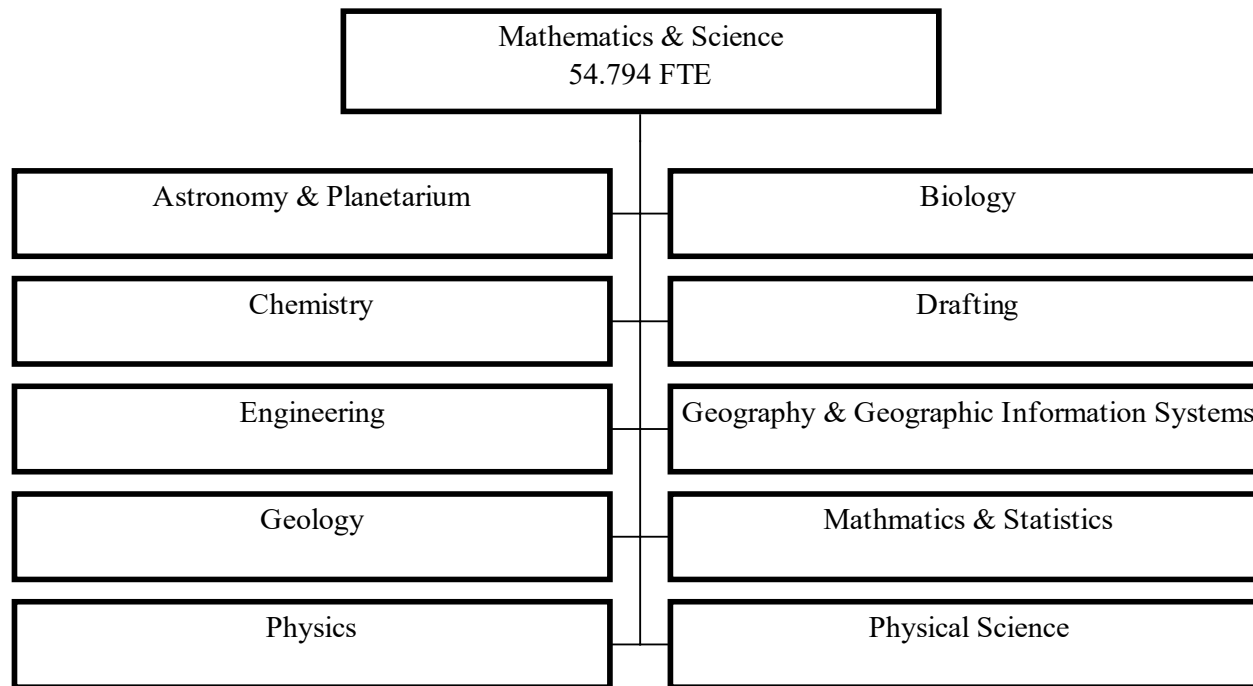 Mathematics & Science
54.794 FTE
Astronomy & Planetarium
Biology
Chemistry
Drafting
Engineering
Geography & Geographic Information Systems
Geology
Mathmatics & Statistics
Physics
Physical Science